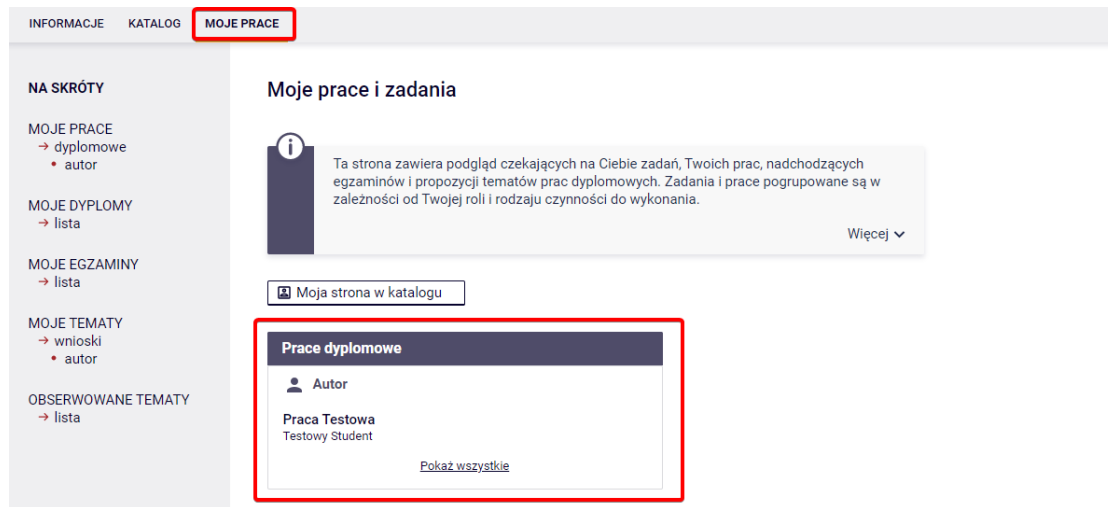 INFORMACJE KATALOG MOJE PRACE
NA SKRÓTY
MOJE PRACE
→ dyplomowe
• autor
MOJE DYPLOMY
→ lista
MOJE EGZAMINY
→ lista
MOJE TEMATY
→ wnioski
• autor
OBSERWOWANE TEMATY
→ lista
Moje prace i zadania
Ta strona zawiera podgląd czekających na Ciebie zadań, Twoich prac, nadchodzących
egzaminów i propozycji tematów prac dyplomowych. Zadania i prace pogrupowane są w
zależności od Twojej roli i rodzaju czynności do wykonania.
Więcej
Moja strona w katalogu
Prace dyplomowe
Autor
Praca Testowa
Testowy Student
Pokaż wszystkie